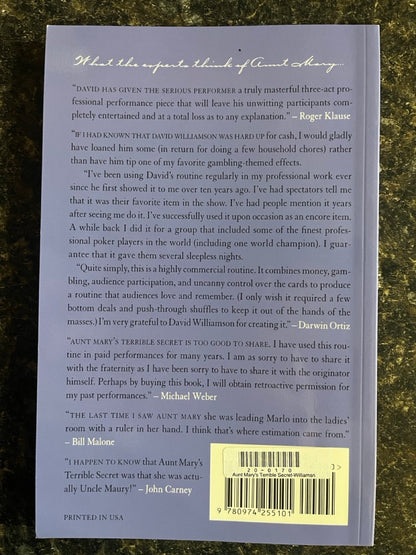 What the experts think of Aunt Mary...
"DAVID HAS GIVEN THE SERIOUS PERFORMER a truly masterful three-act pro-
fessional performance piece that will leave his unwitting participants com-
pletely entertained and at a total loss as to any explanation." – Roger Klause
"IF I HAD KNOWN THAT DAVID WILLIAMSON WAS HARD UP for cash, I would gladly
have loaned him some (in return for doing a few household chores) rather
than have him tip one of my favorite gambling-themed effects.
"I've been using David's routine regularly in my professional work ever
since he first showed it to me over ten years ago. I've had spectators tell me
that it was their favorite item in the show. I've had people mention it years
after seeing me do it. I've successfully used it upon occasion as an encore item.
A while back I did it for a group that included some of the finest profes-
sional poker players in the world (including one world champion). I guar-
antee that it gave them several sleepless nights.
"Quite simply, this is a highly commercial routine. It combines money, gam-
bling, audience participation, and uncanny control over the cards to produce
a routine that audiences love and remember. (I only wish it required a few
bottom deals and push-through shuffles to keep it out of the hands of the
masses.) I'm very grateful to David Williamson for creating it." – Darwin Ortiz
"AUNT MARY'S TERRIBLE SECRET IS TOO GOOD TO SHARE. I have used this rou-
tine in paid performances for many years. I am as sorry to have to share it
with the fraternity as I have been sorry to have to share it with the originator
himself. Perhaps by buying this book, I will obtain retroactive permission for
my past performances." – Michael Weber
"THE LAST TIME I SAW AUNT MARY she was leading Marlo into the ladies'
room with a ruler in her hand. I think that's where estimation came from."
– Bill Malone
"I HAPPEN TO KNOW that Aunt Mary's
Terrible Secret was that she was actu-
ally Uncle Maury!" – John Carney
PRINTED IN USA
20-0170
Aunt Mary's Terrible Secret-Williamson
9 780974 255101